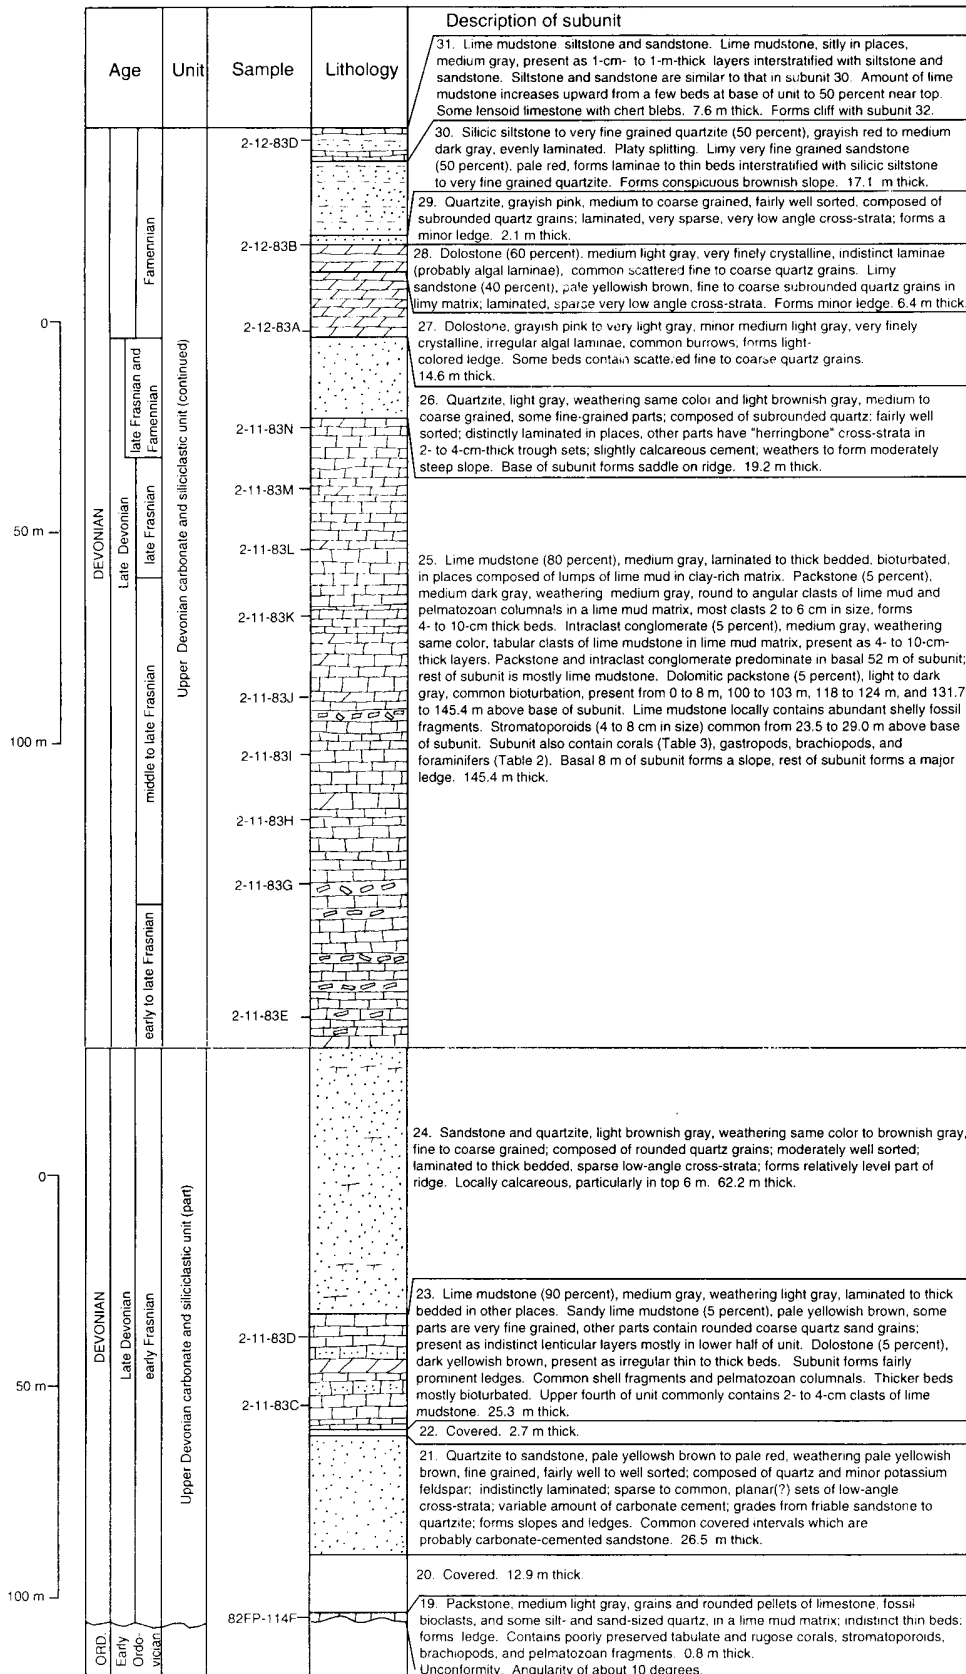 Age
Unit
Sample
Lithology
Description of subunit
31. Lime mudstone, siltstone and sandstone. Lime mudstone, sitly in places,
medium gray, present as 1-cm- to 1-m-thick layers interstratified with siltstone and
sandstone. Siltstone and sandstone are similar to that in subunit 30. Amount of lime
mudstone increases upward from a few beds at base of unit to 50 percent near top.
Some lensoid limestone with chert blebs. 7.6 m thick. Forms cliff with subunit 32.
30. Silicic siltstone to very fine grained quartzite (50 percent), grayish red to medium
dark gray, evenly laminated. Platy splitting. Limy very fine grained sandstone
(50 percent), pale red, forms laminae to thin beds interstratified with silicic siltstone
to very fine grained quartzite. Forms conspicuous brownish slope. 17.1 m thick.
29. Quartzite, grayish pink, medium to coarse grained, fairly well sorted, composed of
subrounded quartz grains; laminated, very sparse, very low angle cross-strata; forms a
minor ledge. 2.1 m thick.
28. Dolostone (60 percent), medium light gray, very finely crystalline, indistinct laminae
(probably algal laminae), common scattered fine to coarse quartz grains. Limy
sandstone (40 percent), pale yellowish brown, fine to coarse subrounded quartz grains in
limy matrix; laminated, sparse very low angle cross-strata. Forms minor ledge. 6.4 m thick.
27. Dolostone, grayish pink to very light gray, minor medium light gray, very finely
crystalline, irregular algal laminae, common burrows; forms light-
colored ledge. Some beds contain scattered fine to coarse quartz grains.
14.6 m thick.
26. Quartzite, light gray, weathering same color and light brownish gray, medium to
coarse grained, some fine-grained parts; composed of subrounded quartz; fairly well
sorted; distinctly laminated in places, other parts have "herringbone" cross-strata in
2- to 4-cm-thick trough sets; slightly calcareous cement; weathers to form moderately
steep slope. Base of subunit forms saddle on ridge. 19.2 m thick.
25. Lime mudstone (80 percent), medium gray, laminated to thick bedded, bioturbated,
in places composed of lumps of lime mud in clay-rich matrix. Packstone (5 percent),
medium dark gray, weathering medium gray, round to angular clasts of lime mud and
pelmatozoan columnals in a lime mud matrix, most clasts 2 to 6 cm in size, forms
4- to 10-cm thick beds. Intraclast conglomerate (5 percent), medium gray, weathering
same color, tabular clasts of lime mudstone in lime mud matrix, present as 4- to 10-cm-
thick layers. Packstone and intraclast conglomerate predominate in basal 52 m of subunit;
rest of subunit is mostly lime mudstone. Dolomitic packstone (5 percent), light to dark
gray, common bioturbation, present from 0 to 8 m, 100 to 103 m, 118 to 124 m, and 131.7
to 145.4 m above base of subunit. Lime mudstone locally contains abundant shelly fossil
fragments. Stromatoporoids (4 to 8 cm in size) common from 23.5 to 29.0 m above base
of subunit. Subunit also contain corals (Table 3), gastropods, brachiopods, and
foraminifers (Table 2). Basal 8 m of subunit forms a slope, rest of subunit forms a major
ledge. 145.4 m thick.
24. Sandstone and quartzite, light brownish gray, weathering same color to brownish gray,
fine to coarse grained; composed of rounded quartz grains; moderately well sorted;
laminated to thick bedded, sparse low-angle cross-strata; forms relatively level part of
ridge. Locally calcareous, particularly in top 6 m. 62.2 m thick.
23. Lime mudstone (90 percent), medium gray, weathering light gray, laminated to thick
bedded in other places. Sandy lime mudstone (5 percent), pale yellowish brown, some
parts are very fine grained, other parts contain rounded coarse quartz sand grains;
present as indistinct lenticular layers mostly in lower half of unit. Dolostone (5 percent),
dark yellowish brown, present as irregular thin to thick beds. Subunit forms fairly
prominent ledges. Common shell fragments and pelmatozoan columnals. Thicker beds
mostly bioturbated. Upper fourth of unit commonly contains 2- to 4-cm clasts of lime
mudstone. 25.3 m thick.
22. Covered. 2.7 m thick.
21. Quartzite to sandstone, pale yellowsh brown to pale red, weathering pale yellowish
brown, fine grained, fairly well to well sorted; composed of quartz and minor potassium
feldspar; indistinctly laminated; sparse to common, planar(?) sets of low-angle
cross-strata; variable amount of carbonate cement; grades from friable sandstone to
quartzite; forms slopes and ledges. Common covered intervals which are
probably carbonate-cemented sandstone. 26.5 m thick.
20. Covered. 12.9 m thick.
19. Packstone, medium light gray, grains and rounded pellets of limestone, fossil
bioclasts, and some silt- and sand-sized quartz, in a lime mud matrix; indistinct thin beds;
forms ledge. Contains poorly preserved tabulate and rugose corals, stromatoporoids,
brachiopods, and pelmatozoan fragments. 0.8 m thick.
Unconformity. Angularity of about 10 degrees.
2-12-83D
2-12-83B
2-12-83A
2-11-83N
2-11-83M
2-11-83L
2-11-83K
2-11-83J
2-11-83I
2-11-83H
2-11-83G
2-11-83E
2-11-83D
2-11-83C
82FP-114F
0
50 m
100 m
0
50 m
100 m
DEVONIAN
Late Devonian
Famennian
late Frasnian and
Famennian
late Frasnian
middle to late Frasnian
early to late Frasnian
Upper Devonian carbonate and siliciclastic unit (continued)
DEVONIAN
Late Devonian
early Frasnian
Upper Devonian carbonate and siliciclastic unit (part)
ORD.
Early
Ordo-
vician